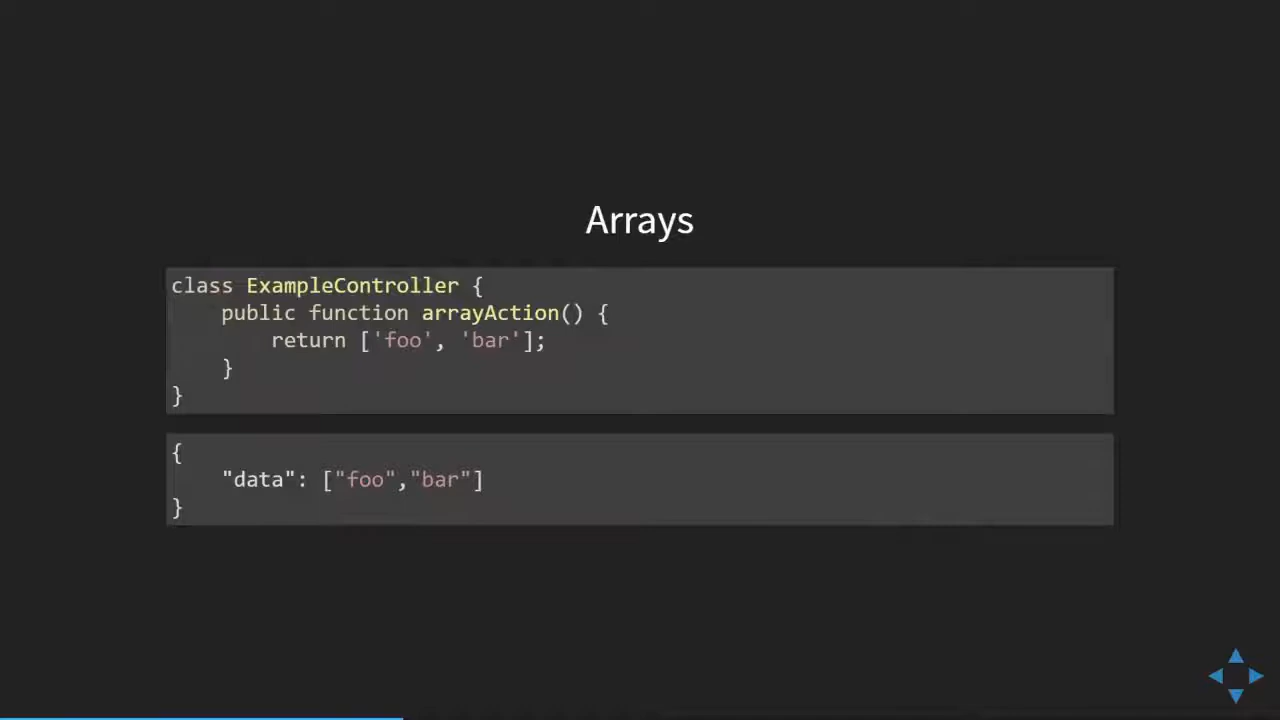 Arrays
class ExampleController {
    public function arrayAction() {
        return ['foo', 'bar'];
    }
}
{
    "data": ["foo","bar"]
}